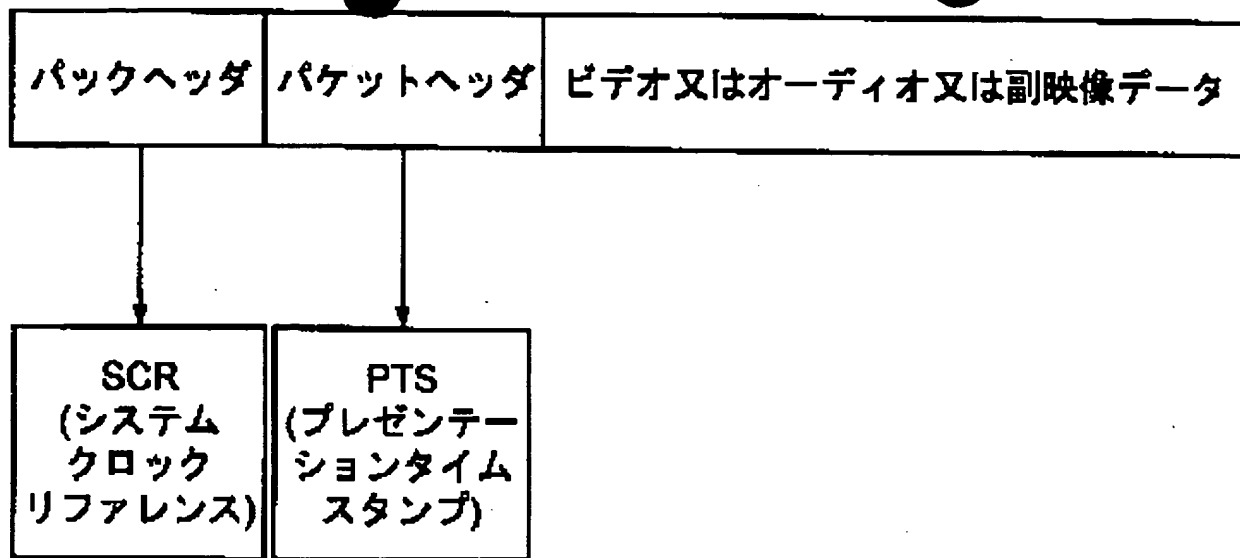 パックヘッダ パケットヘッダ ビデオ又はオーディオ又は副映像データ
SCR
(システム
クロック
リファレンス)
PTS
(プレゼンテー
ションタイム
スタンプ)